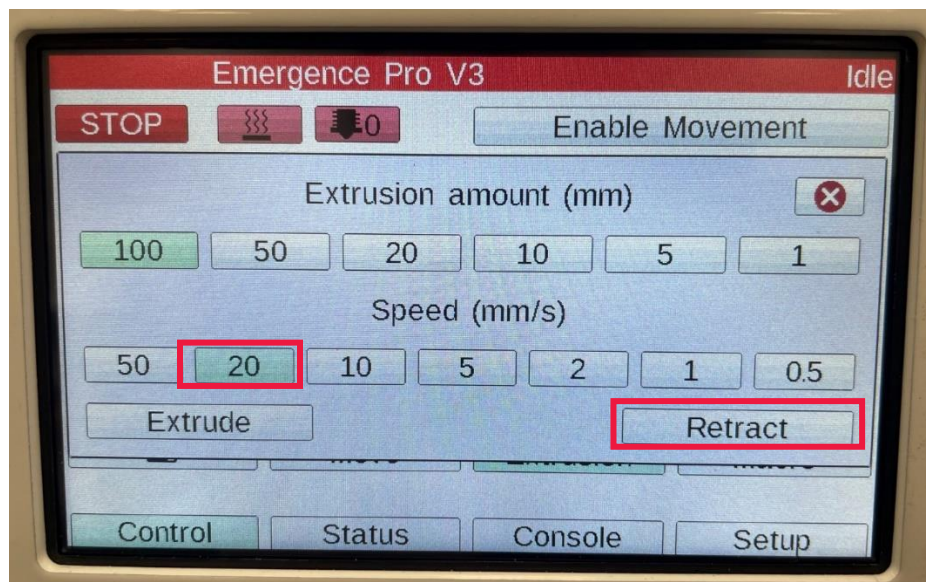 Emergence Pro V3 Idle
STOP 0 Enable Movement
Extrusion amount (mm)
100 50 20 10 5 1
Speed (mm/s)
50 20 10 5 2 1 0.5
Extrude Retract
Extrusion
Control Status Console Setup